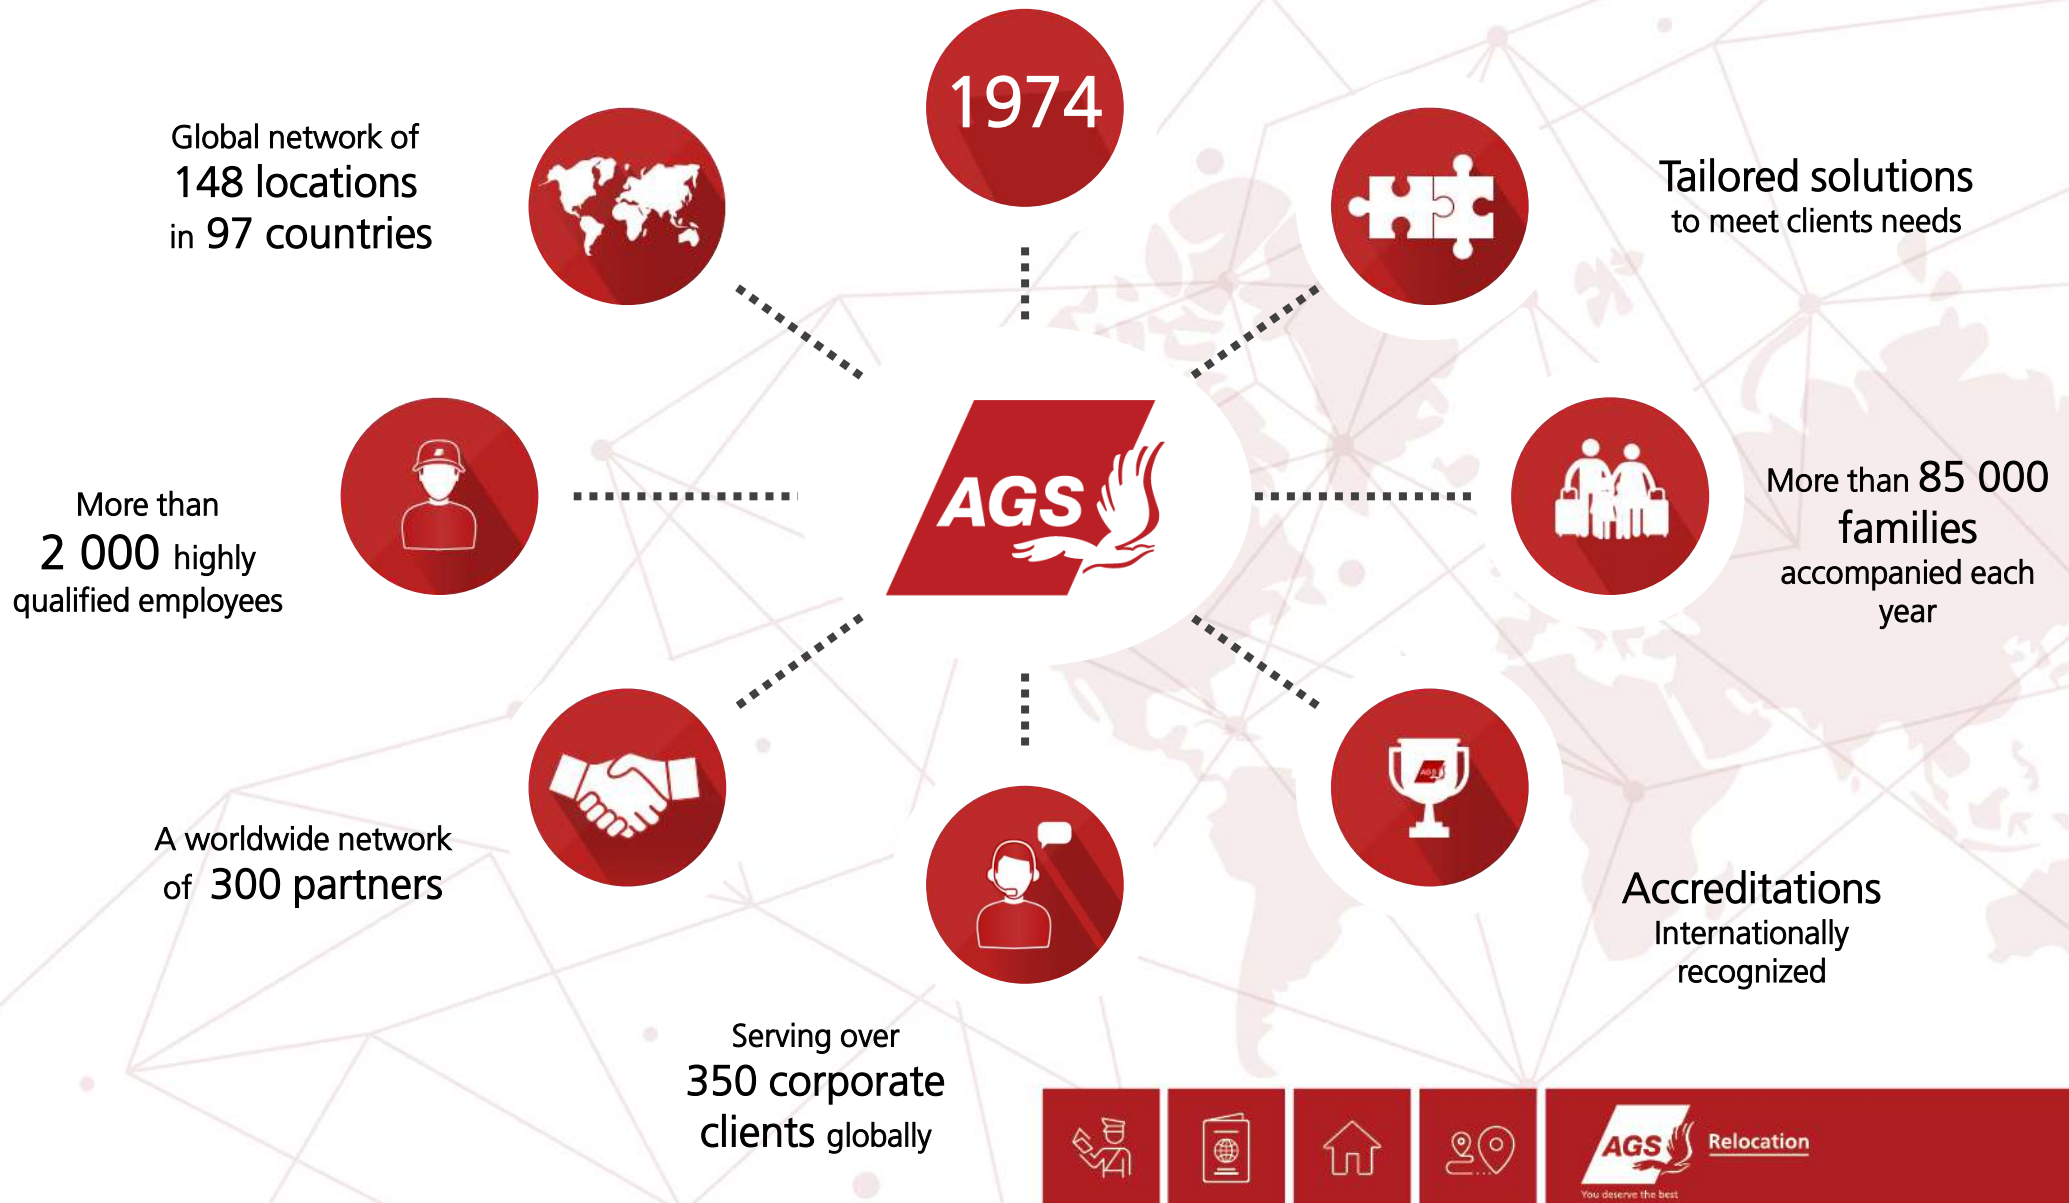 1974
Global network of
148 locations
in 97 countries
Tailored solutions
to meet clients needs
More than
2 000 highly
qualified employees
AGS
More than 85 000
families
accompanied each
year
A worldwide network
of 300 partners
AGS
Accreditations
Internationally
recognized
Serving over
350 corporate
clients globally
AGS
Relocation
You deserve the best